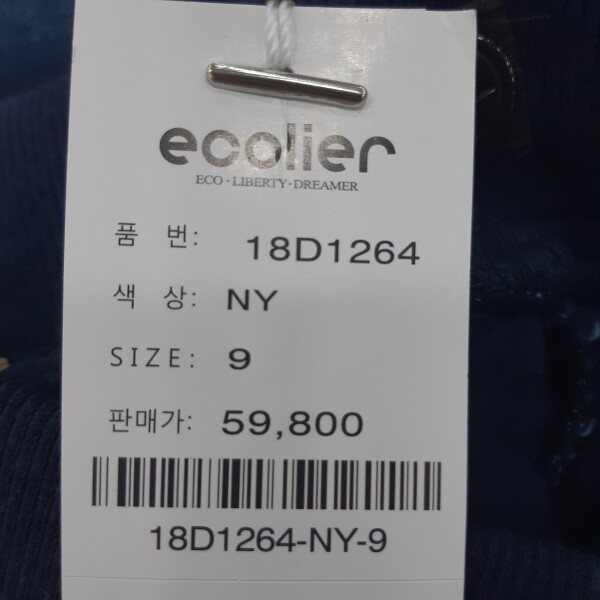 ecolier
ECO · LIBERTY · DREAMER
품 번: 18D1264
색 상: NY
SIZE: 9
판매가: 59,800
18D1264-NY-9